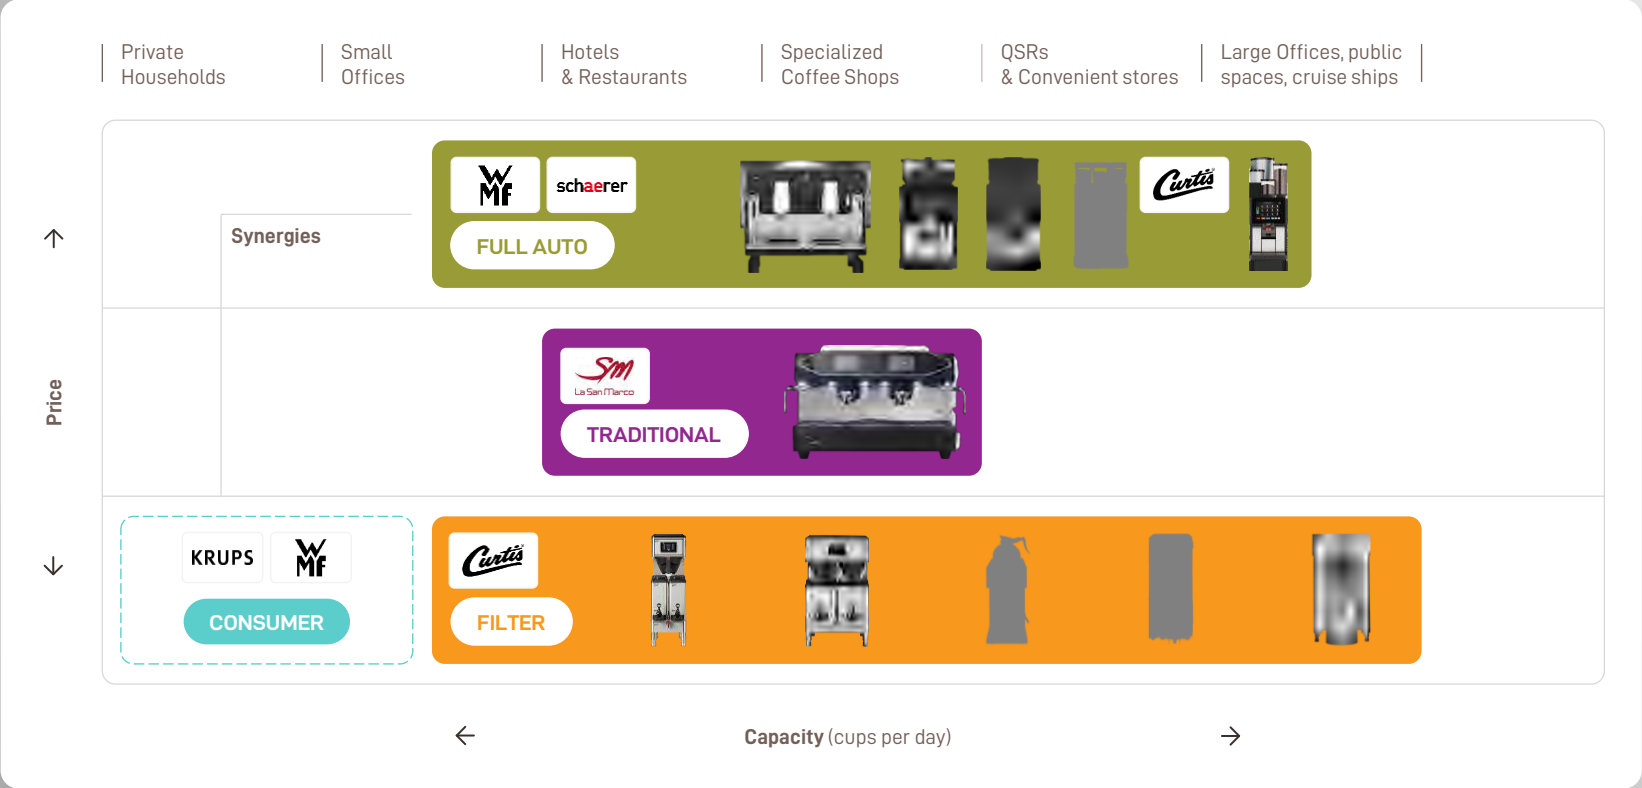 Private
Households
Small
Offices
Hotels
& Restaurants
Specialized
Coffee Shops
QSRs
& Convenient stores
Large Offices, public
spaces, cruise ships
Synergies
WMF
schaerer
FULL AUTO
Curtis
Price
SM
La San Marco
TRADITIONAL
KRUPS
WMF
CONSUMER
Curtis
FILTER
Capacity (cups per day)